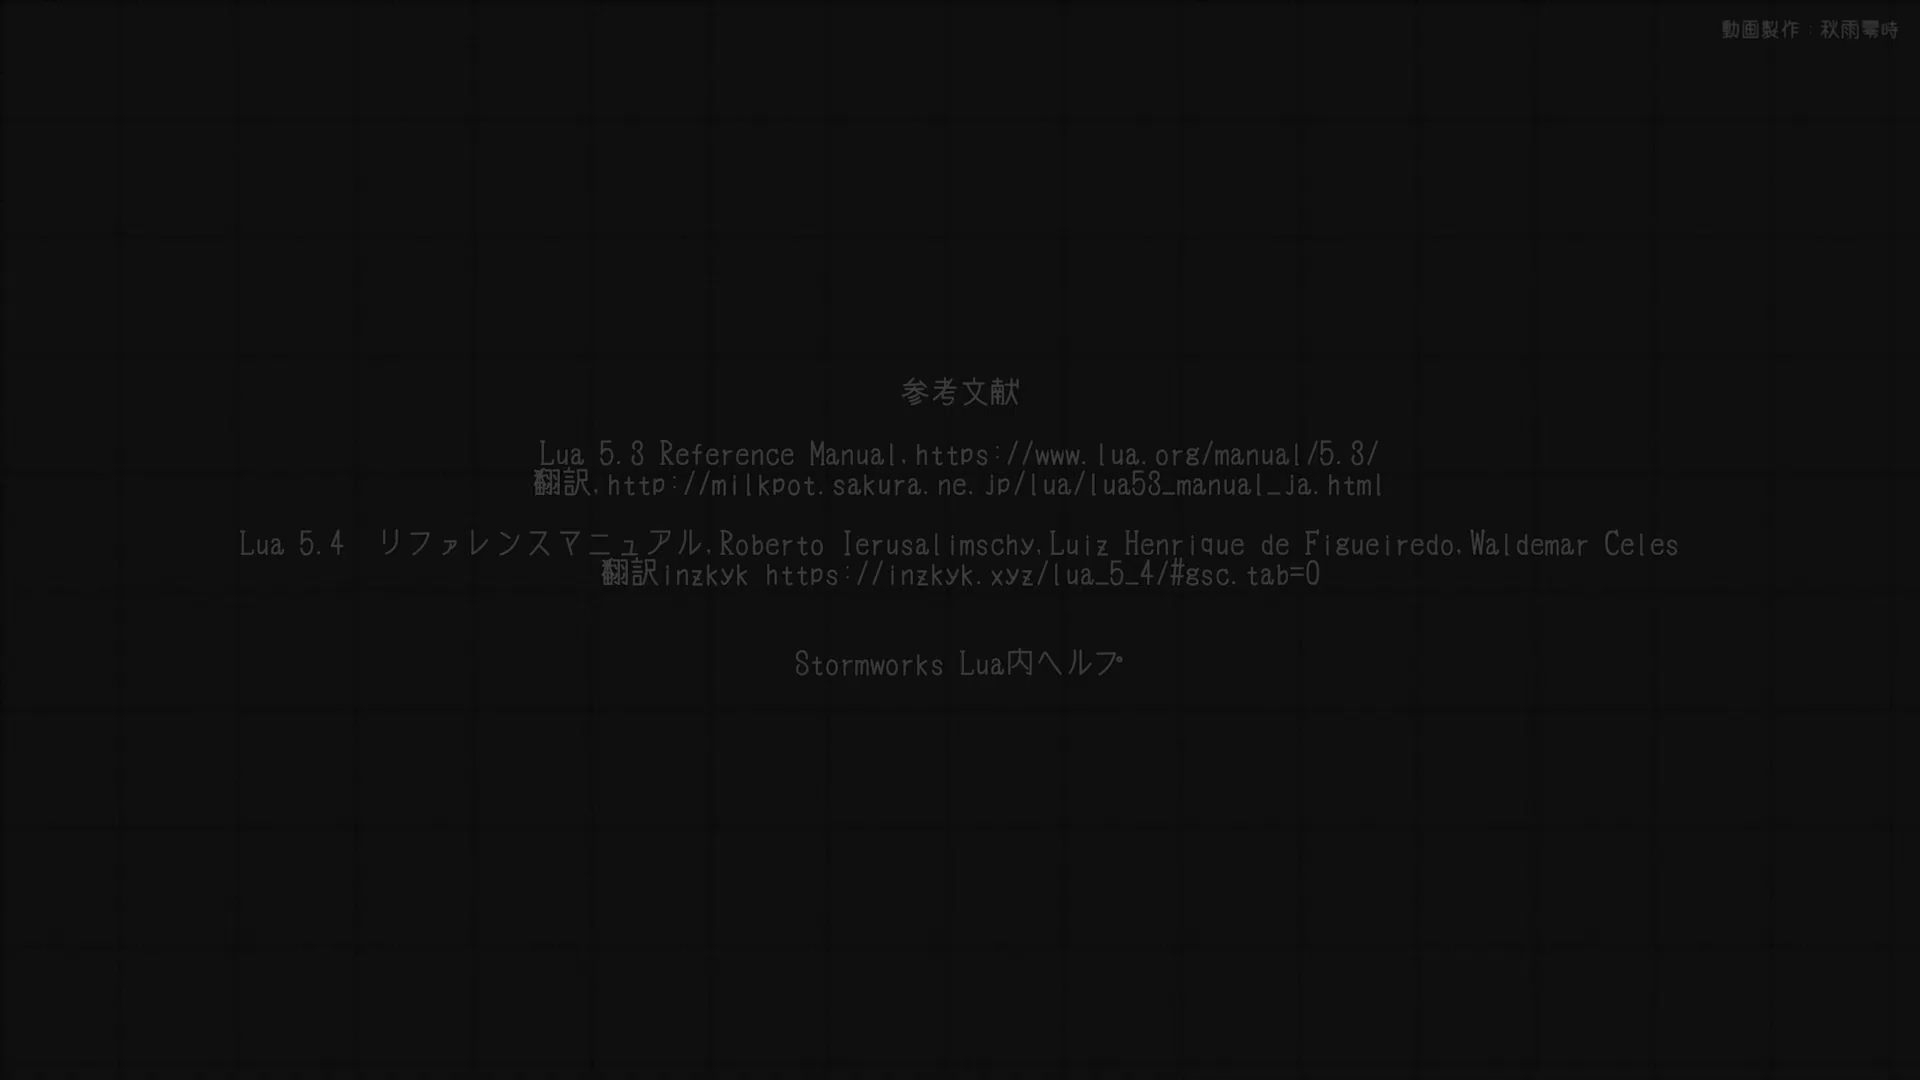 動画製作：秋雨零時
参考文献
Lua 5.3 Reference Manual,https://www.lua.org/manual/5.3/
翻訳,http://milkpot.sakura.ne.jp/lua/lua53_manual_ja.html
Lua 5.4　リファレンスマニュアル,Roberto Ierusalimschy,Luiz Henrique de Figueiredo,Waldemar Celes
翻訳inzkyk https://inzkyk.xyz/lua_5_4/#gsc.tab=0
Stormworks Lua内ヘルプ